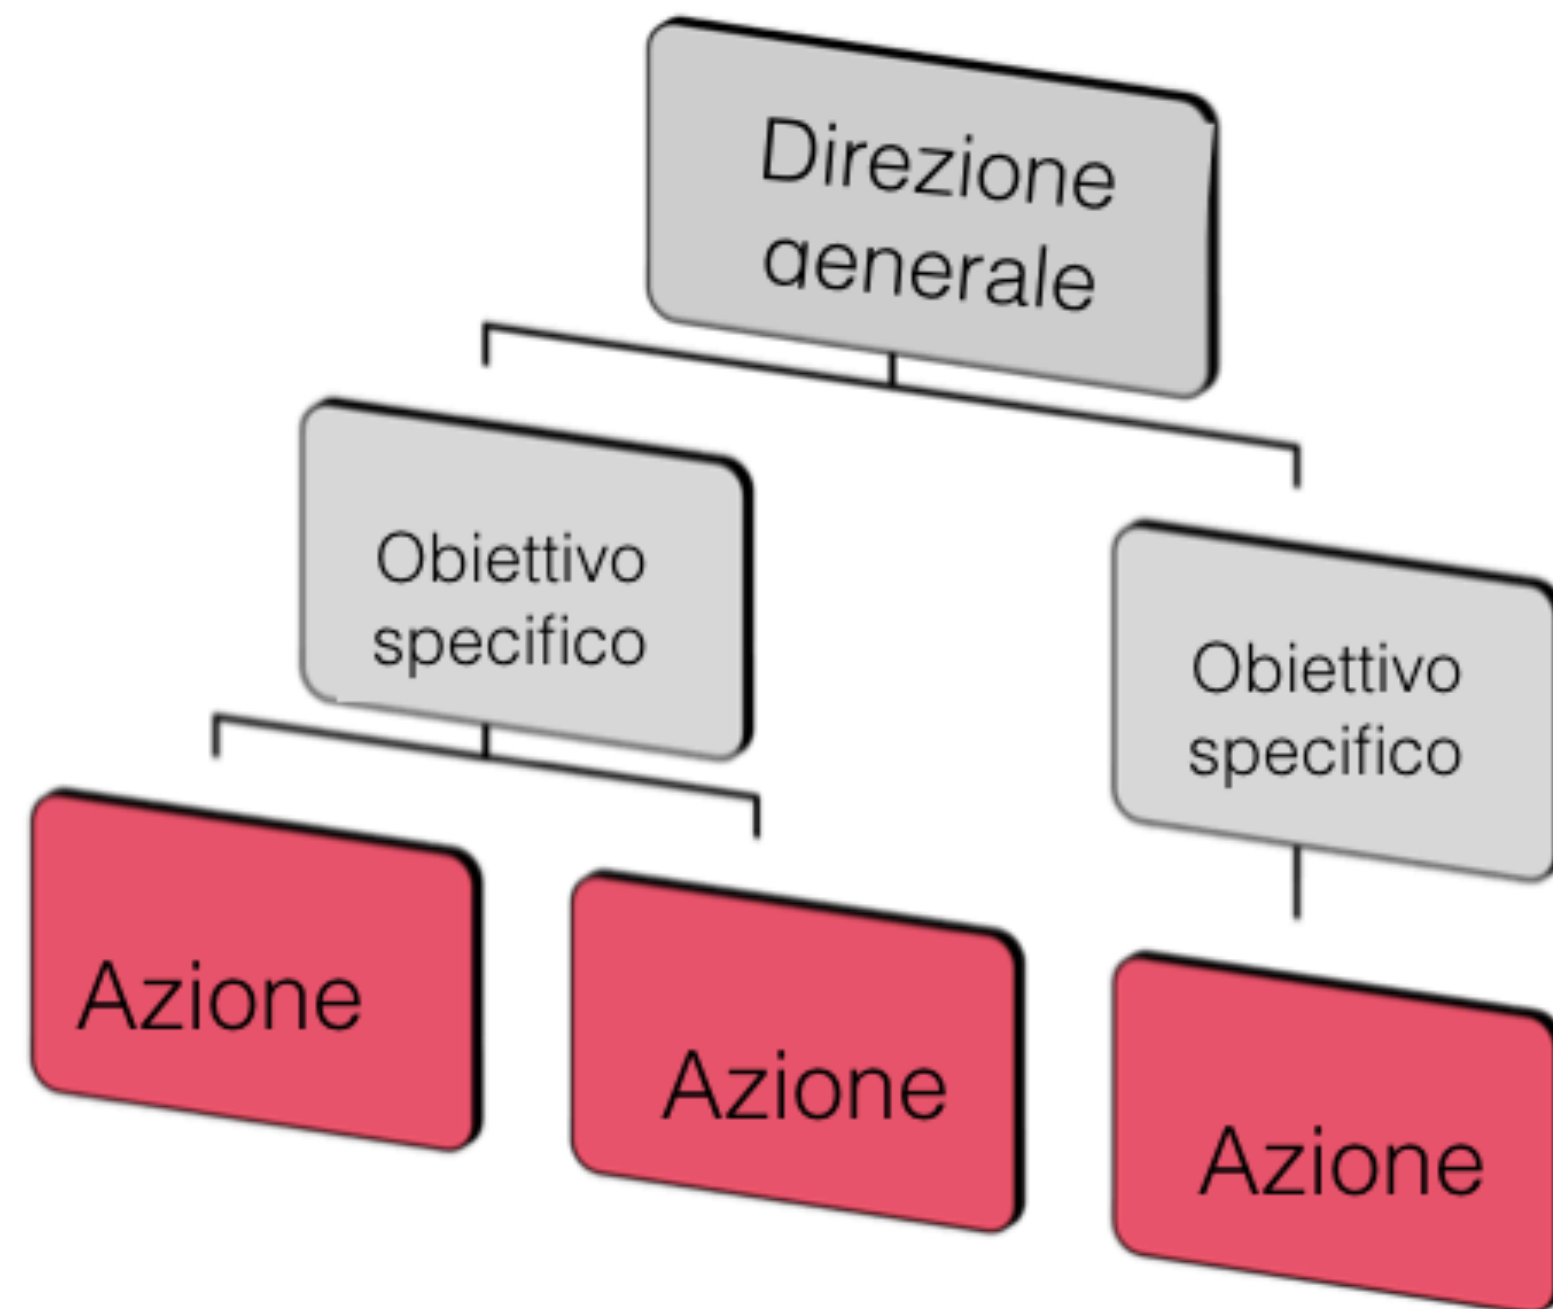 Direzione
generale
Obiettivo
specifico
Obiettivo
specifico
Azione
Azione
Azione